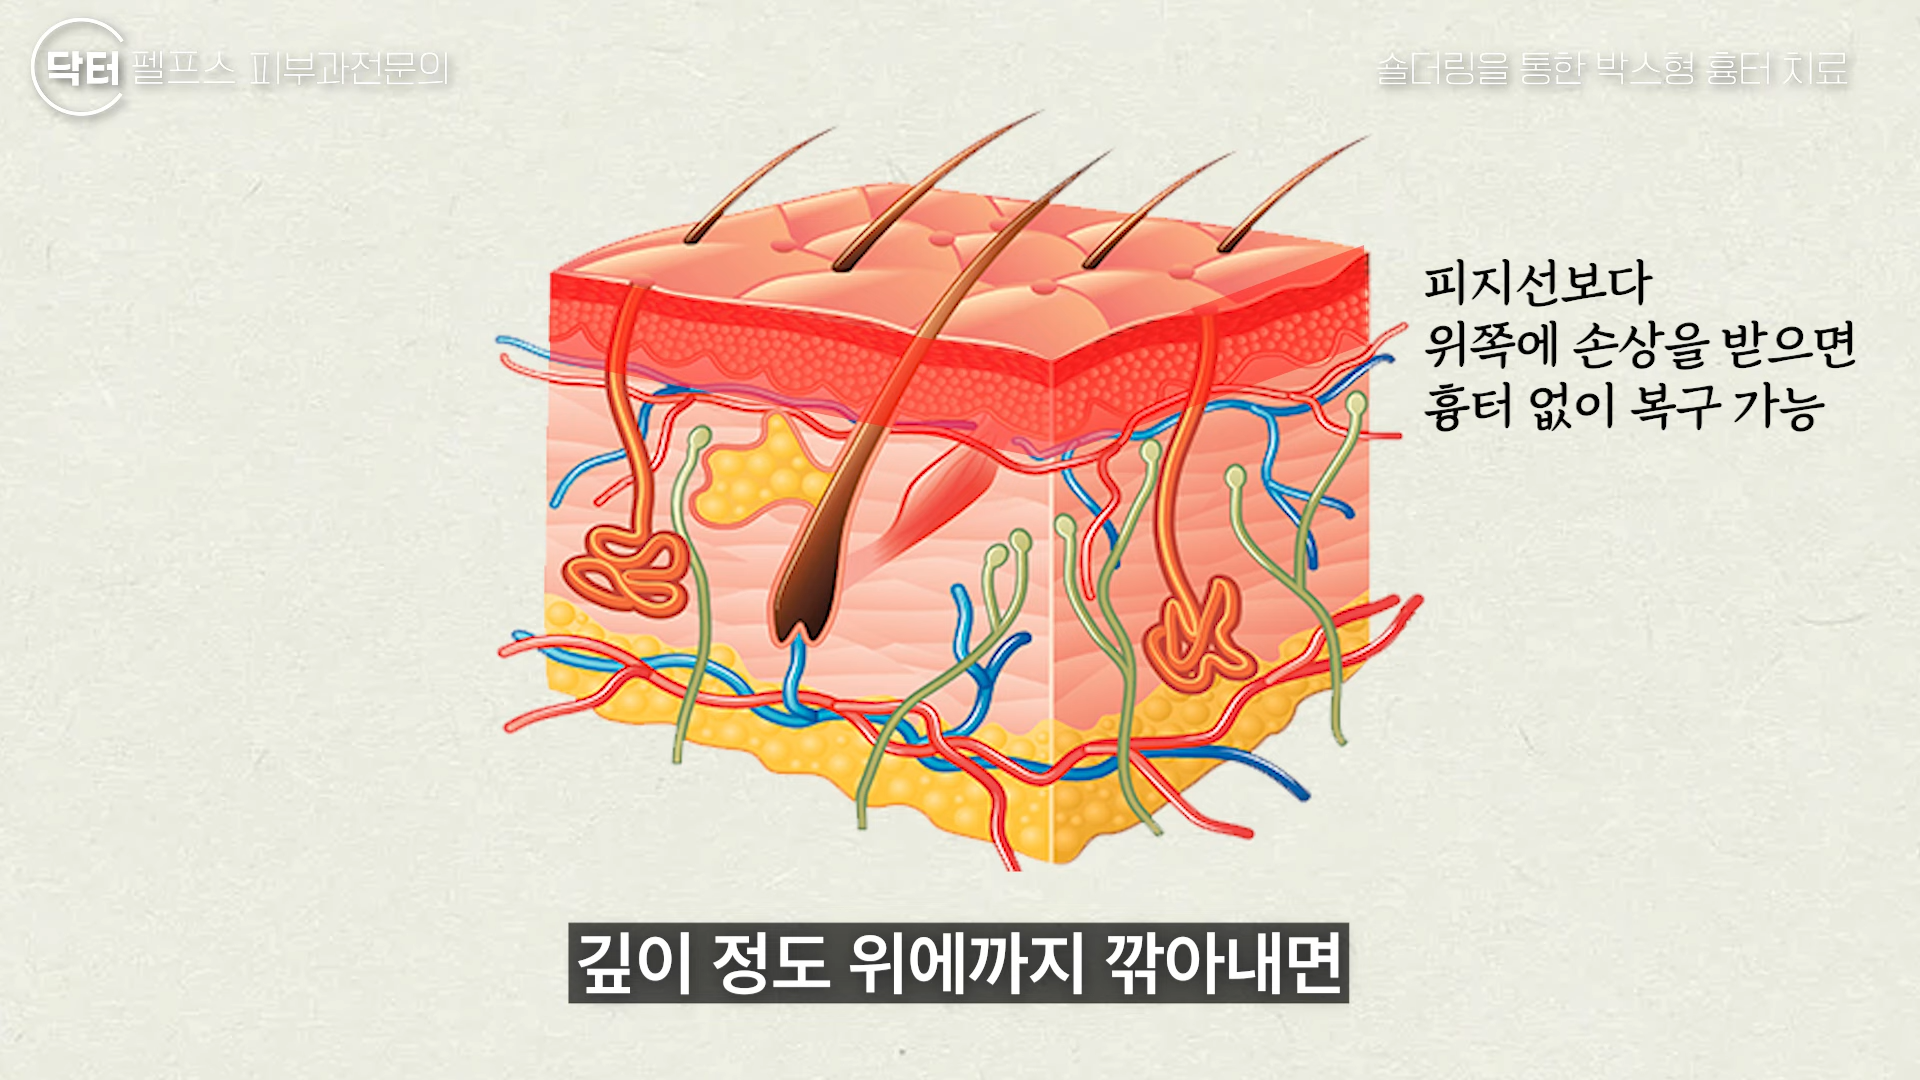 닥터 펠프스 피부과전문의
숄더링을 통한 박스형 흉터 치료
피지선보다
위쪽에 손상을 받으면
흉터 없이 복구 가능
깊이 정도 위에까지 깎아내면